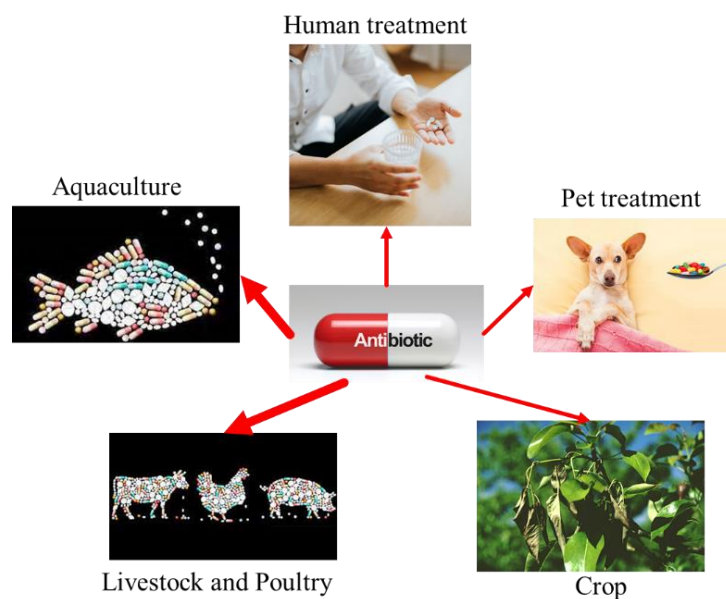 Human treatment
Aquaculture
Pet treatment
Antibiotic
Livestock and Poultry
Crop